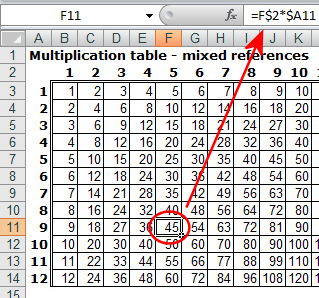 F11 fx =F$2*$A11
A B C D E F G H I J K
1 Multiplication table - mixed references
2 1 2 3 4 5 6 7 8 9 10
3 1 1 2 3 4 5 6 7 8 9 10
4 2 2 4 6 8 10 12 14 16 18 20
5 3 3 6 9 12 15 18 21 24 27 30
6 4 4 8 12 16 20 24 28 32 36 40
7 5 5 10 15 20 25 30 35 40 45 50
8 6 6 12 18 24 30 36 42 48 54 60
9 7 7 14 21 28 35 42 49 56 63 70
10 8 8 16 24 32 40 48 56 64 72 80
11 9 9 18 27 36 45 54 63 72 81 90
12 10 10 20 30 40 50 60 70 80 90 100
13 11 11 22 33 44 55 66 77 88 99 110
14 12 12 24 36 48 60 72 84 96 108 120
15